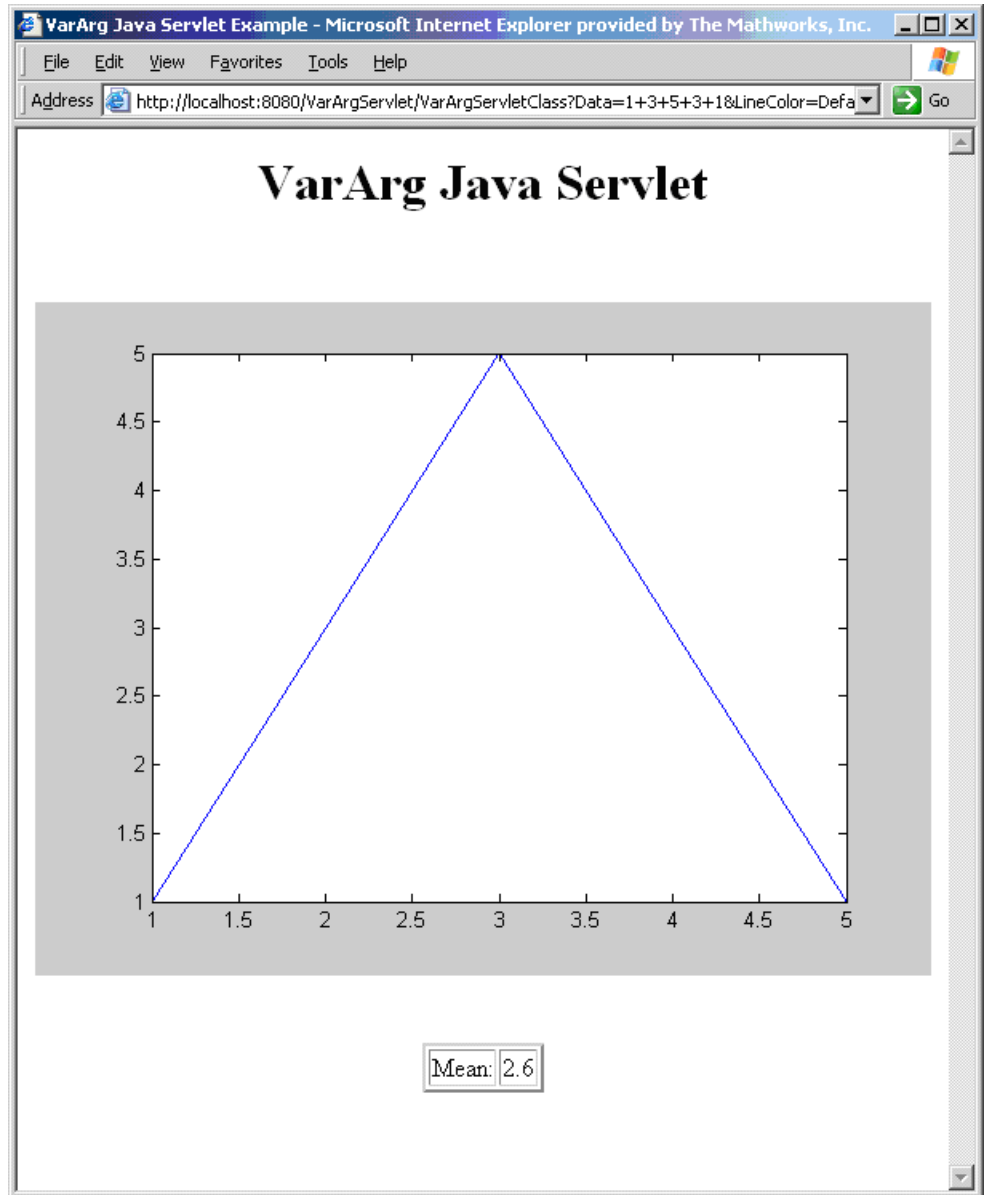 VarArg Java Servlet Example - Microsoft Internet Explorer provided by The Mathworks, Inc.
File Edit View Favorites Tools Help
Address http://localhost:8080/VarArgServlet/VarArgServletClass?Data=1+3+5+3+1&LineColor=Defa Go
VarArg Java Servlet
5
4.5
4
3.5
3
2.5
2
1.5
1
1 1.5 2 2.5 3 3.5 4 4.5 5
Mean: 2.6